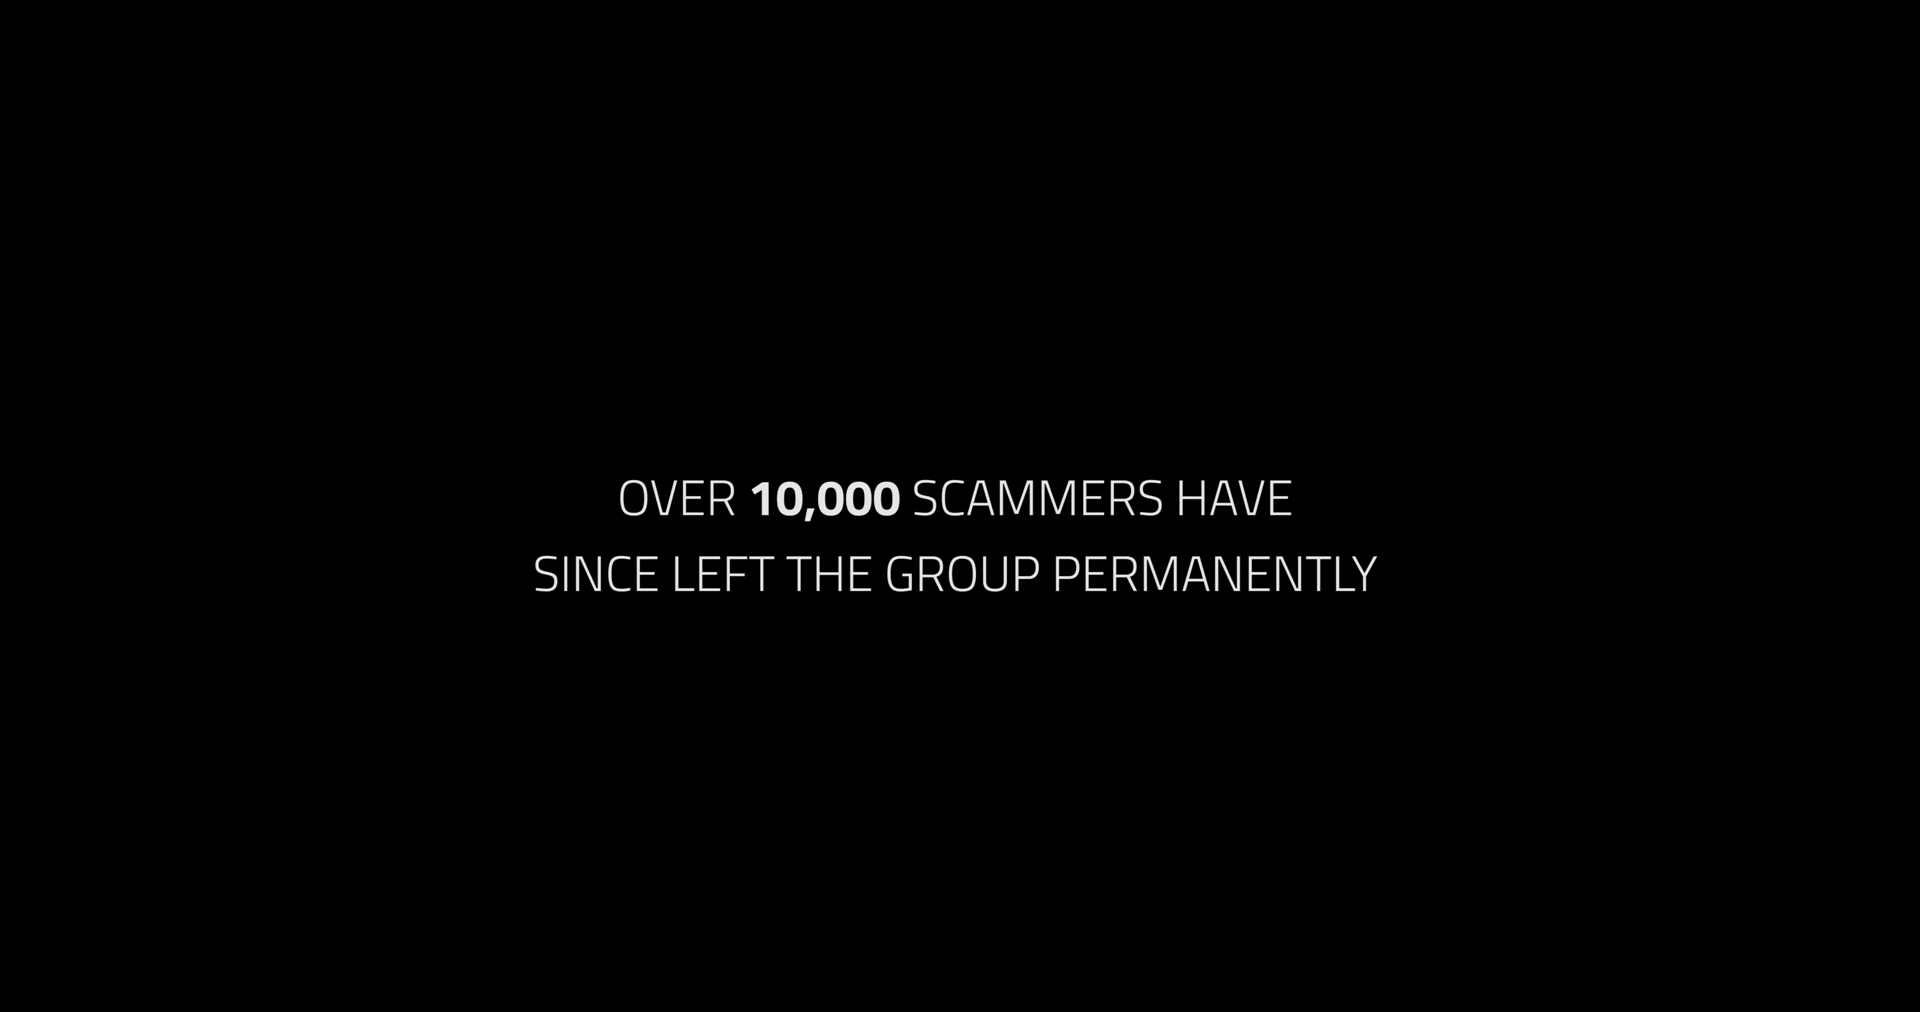 OVER 10,000 SCAMMERS HAVE
SINCE LEFT THE GROUP PERMANENTLY